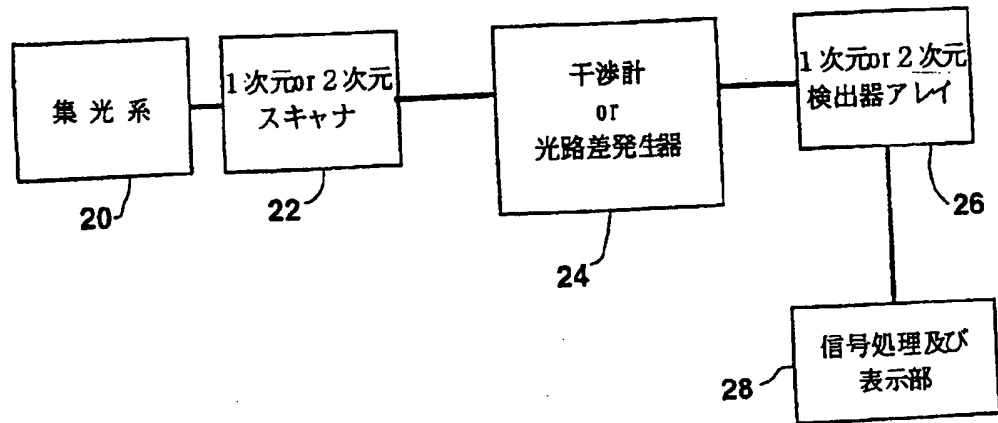 集光系
20
1次元or2次元
スキャナ
22
干渉計
or
光路差発生器
24
1次元or2次元
検出器アレイ
26
信号処理及び
表示部
28